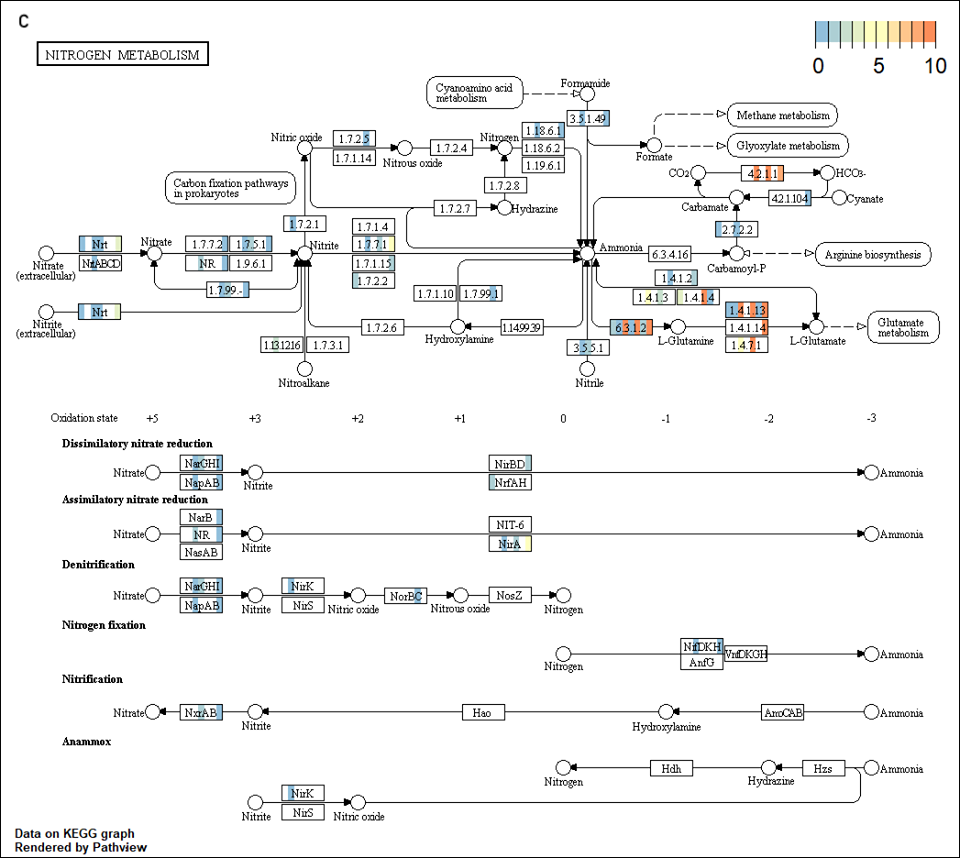 C
NITROGEN METABOLISM
0 5 10
Cyanoamino acid
metabolism
Formamide
3.5.1.49
Methane metabolism
Glyoxylate metabolism
Formate
Nitric oxide
1.7.2.5
1.7.1.14
Nitrous oxide
1.7.2.4
Nitrogen
1.18.6.1
1.18.6.2
1.19.6.1
CO2
4.2.1.1
HCO3-
Carbon fixation pathways
in prokaryotes
1.7.2.8
Carbamate
4.2.1.104
Cyanate
1.7.2.7
Hydrazine
1.7.2.1
2.7.2.2
Nrt
NrtABCD
Nitrate
(extracellular)
Nitrate
1.7.7.2
1.7.5.1
NR
1.9.6.1
1.7.99.-
Nitrite
1.7.1.4
1.7.7.1
1.7.1.15
1.7.2.2
Ammonia
6.3.4.16
Carbamoyl-P
Arginine biosynthesis
1.4.1.2
1.4.1.3
1.4.1.4
1.7.1.10
1.7.99.1
Nrt
Nitrite
(extracellular)
1.7.2.6
Hydroxylamine
1.14.99.39
6.3.1.2
L-Glutamine
1.4.1.13
1.4.1.14
1.4.7.1
L-Glutamate
Glutamate
metabolism
1.13.12.16
1.7.3.1
3.5.5.1
Nitroalkane
Nitrile
Oxidation state +5 +3 +2 +1 0 -1 -2 -3
Dissimilatory nitrate reduction
Nitrate
NarGHI
NapAB
Nitrite
NirBD
NrfAH
Ammonia
Assimilatory nitrate reduction
Nitrate
NarB
NR
NasAB
Nitrite
NIT-6
NirA
Ammonia
Denitrification
Nitrate
NarGHI
NapAB
Nitrite
NirK
NirS
Nitric oxide
NorBC
Nitrous oxide
NosZ
Nitrogen
Nitrogen fixation
Nitrogen
NifDKH
AnfG
VnfDKGH
Ammonia
Nitrification
Nitrate
NxrAB
Nitrite
Hao
Hydroxylamine
AmoCAB
Ammonia
Anammox
Nitrogen
Hdh
Hydrazine
Hzs
Ammonia
Nitrite
NirK
NirS
Nitric oxide
Data on KEGG graph
Rendered by Pathview